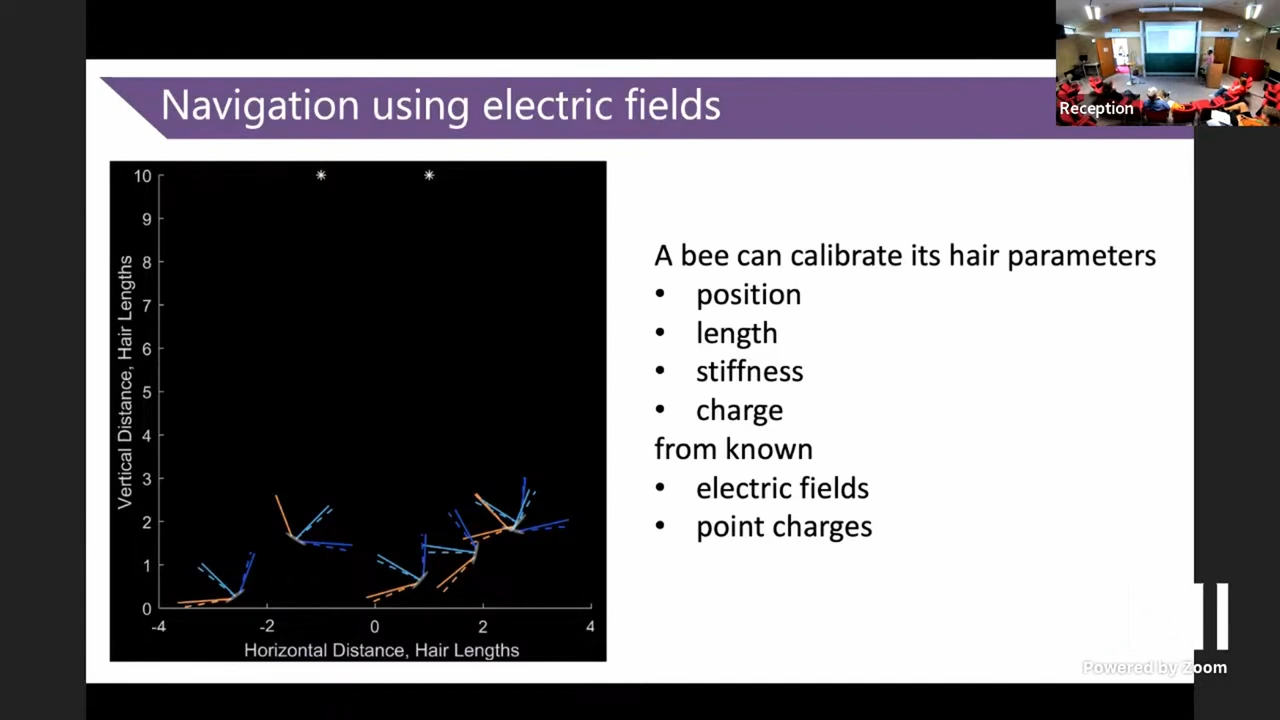 Navigation using electric fields
Reception
10
9
8
7
6
5
4
3
2
1
0
Vertical Distance, Hair Lengths
-4
-2
0
2
4
Horizontal Distance, Hair Lengths
A bee can calibrate its hair parameters
• position
• length
• stiffness
• charge
from known
• electric fields
• point charges
Powered by Zoom